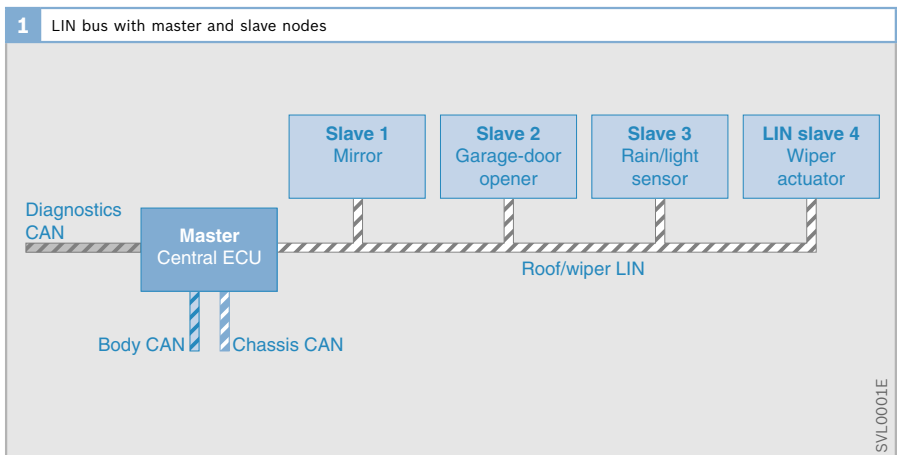 1 LIN bus with master and slave nodes
Slave 1
Mirror
Slave 2
Garage-door
opener
Slave 3
Rain/light
sensor
LIN slave 4
Wiper
actuator
Diagnostics
CAN
Master
Central ECU
Roof/wiper LIN
Body CAN
Chassis CAN
SVL0001E